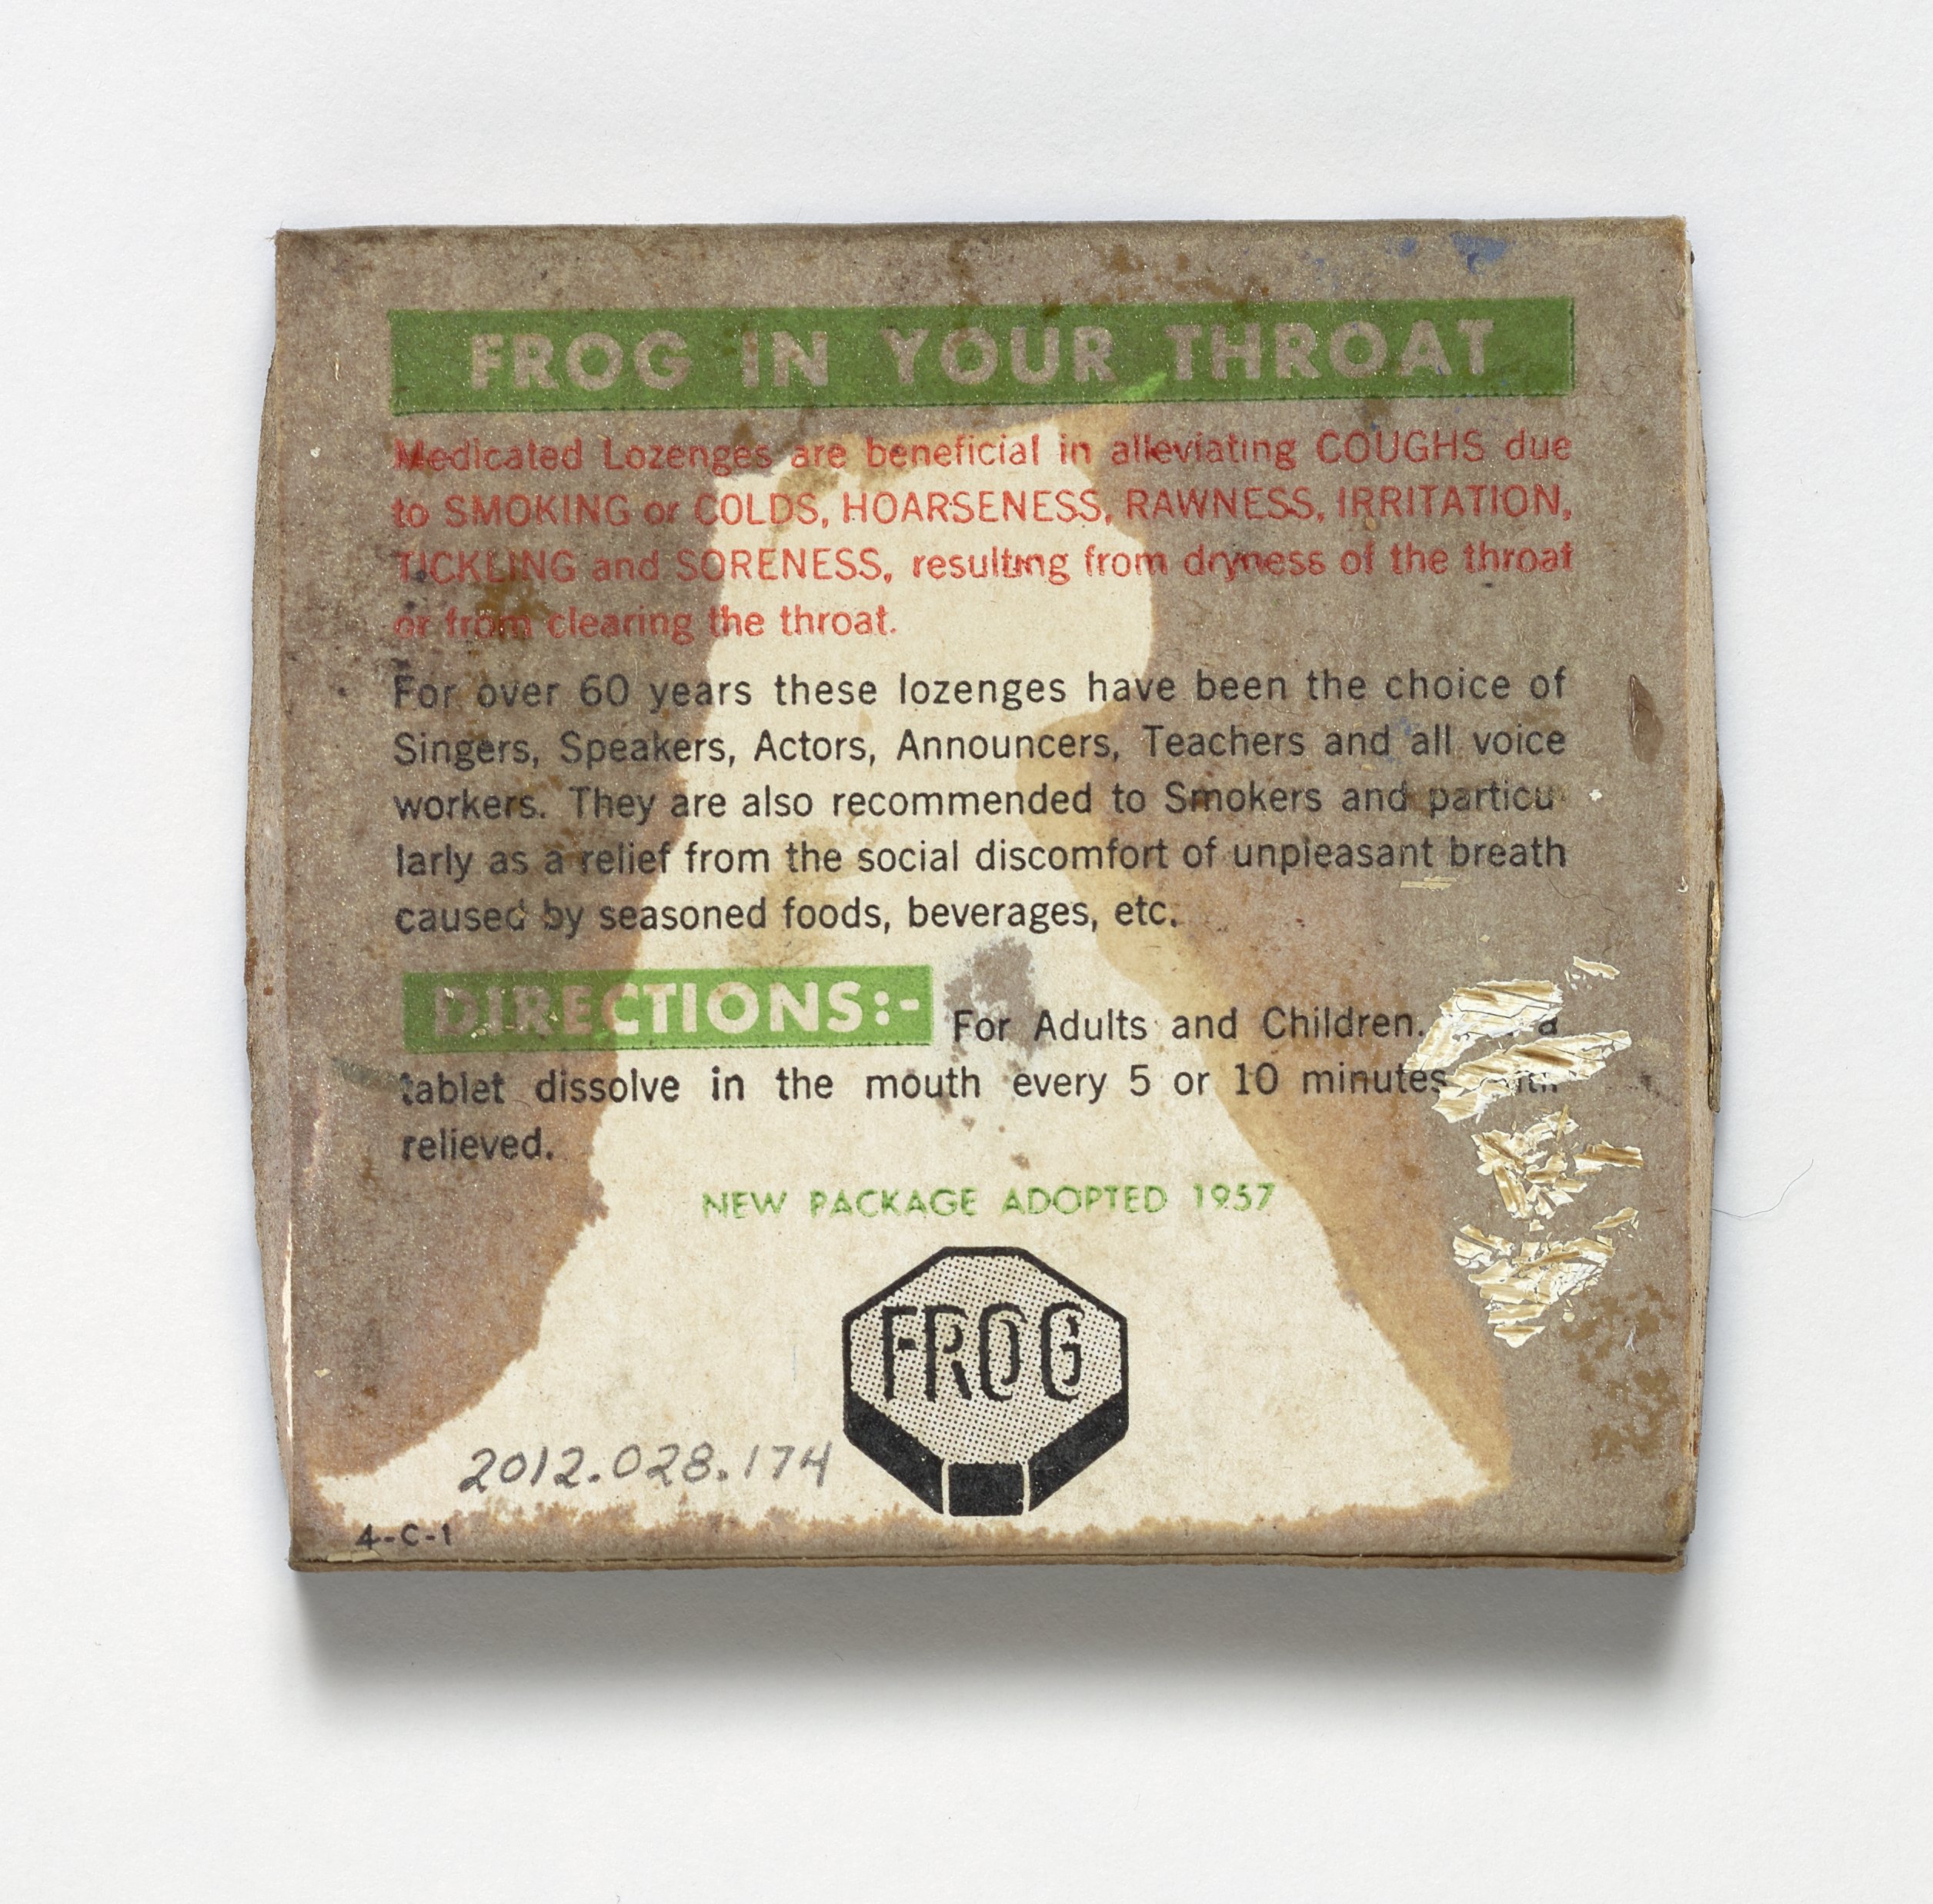 FROG IN YOUR THROAT
Medicated Lozenges are beneficial in alleviating COUGHS due
to SMOKING or COLDS, HOARSENESS, RAWNESS, IRRITATION,
TICKLING and SORENESS, resulting from dryness of the throat
or from clearing the throat.
For over 60 years these lozenges have been the choice of
Singers, Speakers, Actors, Announcers, Teachers and all voice
workers. They are also recommended to Smokers and particu-
larly as a relief from the social discomfort of unpleasant breath
caused by seasoned foods, beverages, etc.
DIRECTIONS:- For Adults and Children. a
tablet dissolve in the mouth every 5 or 10 minutes
relieved.
NEW PACKAGE ADOPTED 1957
FROG
2012.028.174
4-C-1